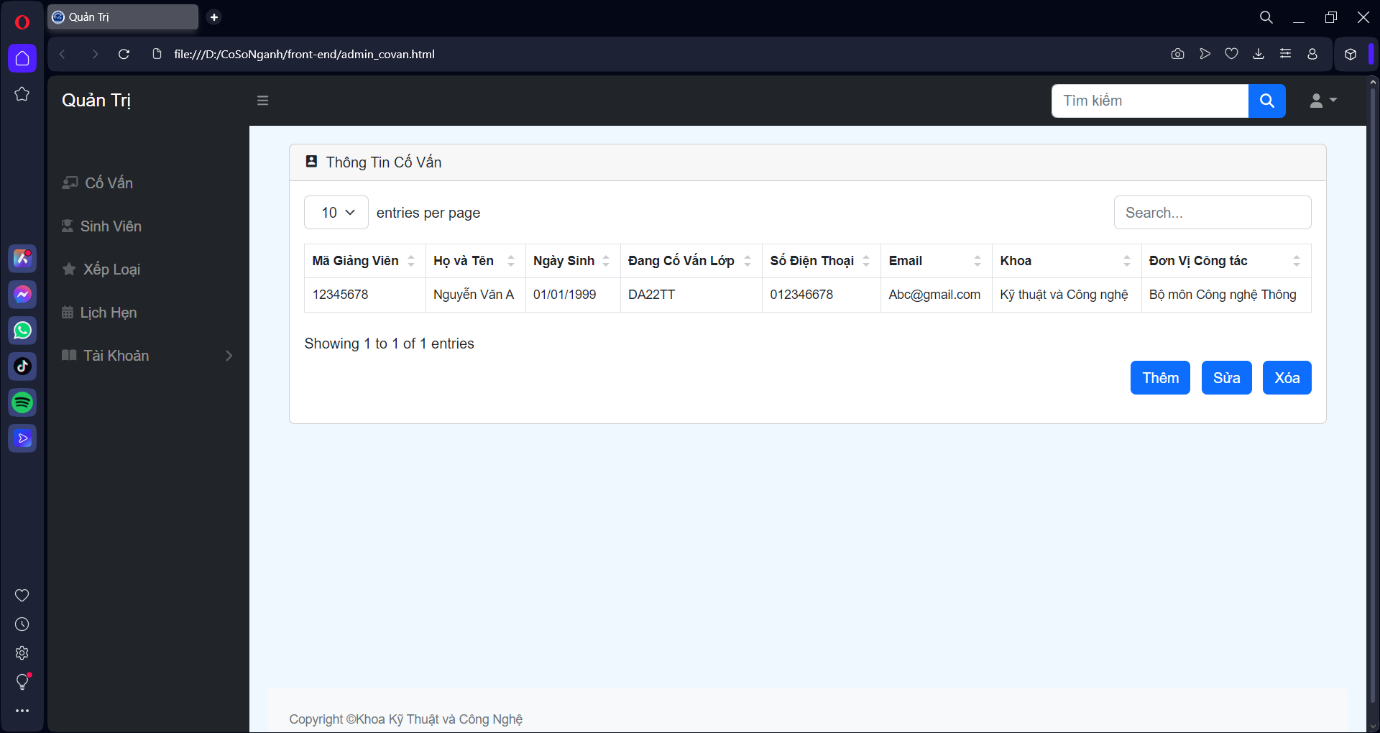 Quản Trị
file:///D:/CoSoNganh/front-end/admin_covan.html
Quản Trị
Tìm kiếm
Cố Vấn
Sinh Viên
Xếp Loại
Lịch Hẹn
Tài Khoản
Thông Tin Cố Vấn
10 entries per page
Search...
Mã Giảng Viên Họ và Tên Ngày Sinh Đang Cố Vấn Lớp Số Điện Thoại Email Khoa Đơn Vị Công tác
12345678 Nguyễn Văn A 01/01/1999 DA22TT 012346678 Abc@gmail.com Kỹ thuật và Công nghệ Bộ môn Công nghệ Thông
Showing 1 to 1 of 1 entries
Thêm Sửa Xóa
Copyright ©Khoa Kỹ Thuật và Công Nghệ